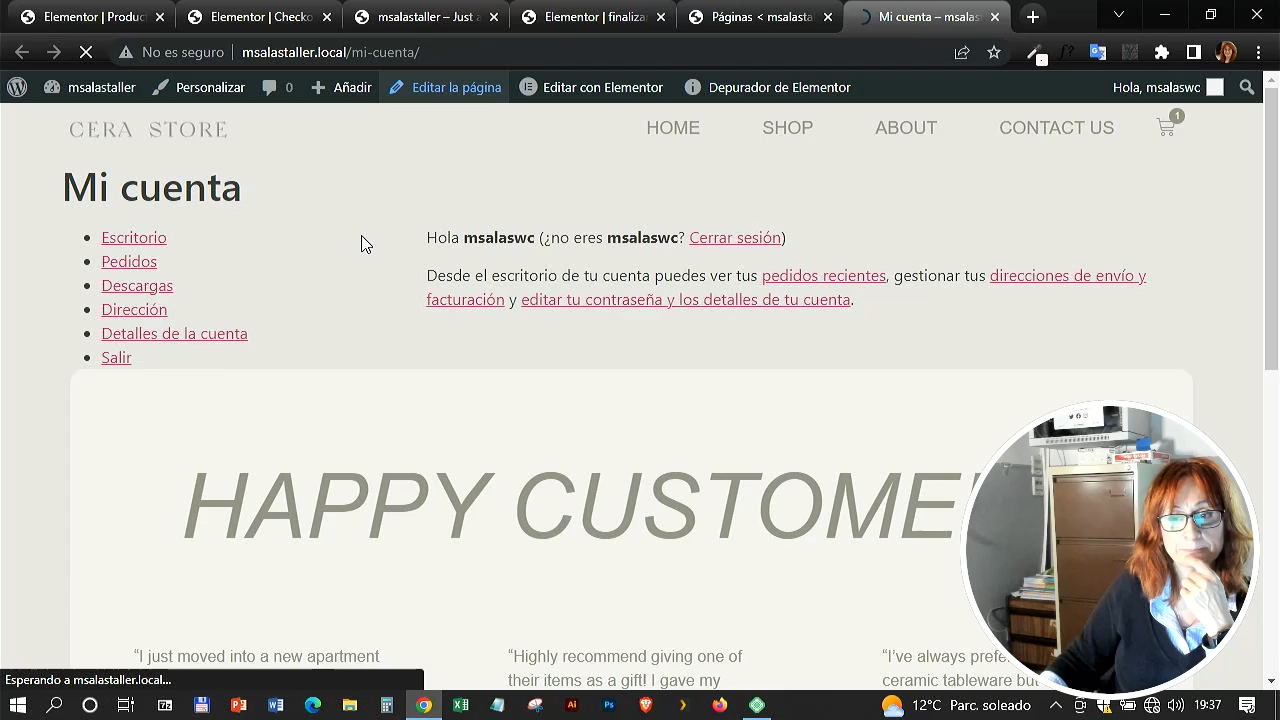 Elementor | Produc
Elementor | Checko
msalastaller – Just a
Elementor | finaliza
Páginas < msalasta
Mi cuenta – msalas
No es seguro
msalastaller.local/mi-cuenta/
msalastaller
Personalizar
0
Añadir
Editar la página
Editar con Elementor
Depurador de Elementor
Hola, msalaswc
CERA STORE
HOME
SHOP
ABOUT
CONTACT US
1
Mi cuenta
Escritorio
Pedidos
Descargas
Dirección
Detalles de la cuenta
Salir
Hola msalaswc (¿no eres msalaswc? Cerrar sesión)
Desde el escritorio de tu cuenta puedes ver tus pedidos recientes, gestionar tus direcciones de envío y
facturación y editar tu contraseña y los detalles de tu cuenta.
HAPPY CUSTOME
“I just moved into a new apartment
“Highly recommend giving one of
their items as a gift! I gave my
“I’ve always prefe
ceramic tableware but
Esperando a msalastaller.local...
12°C Parc. soleado
19:37